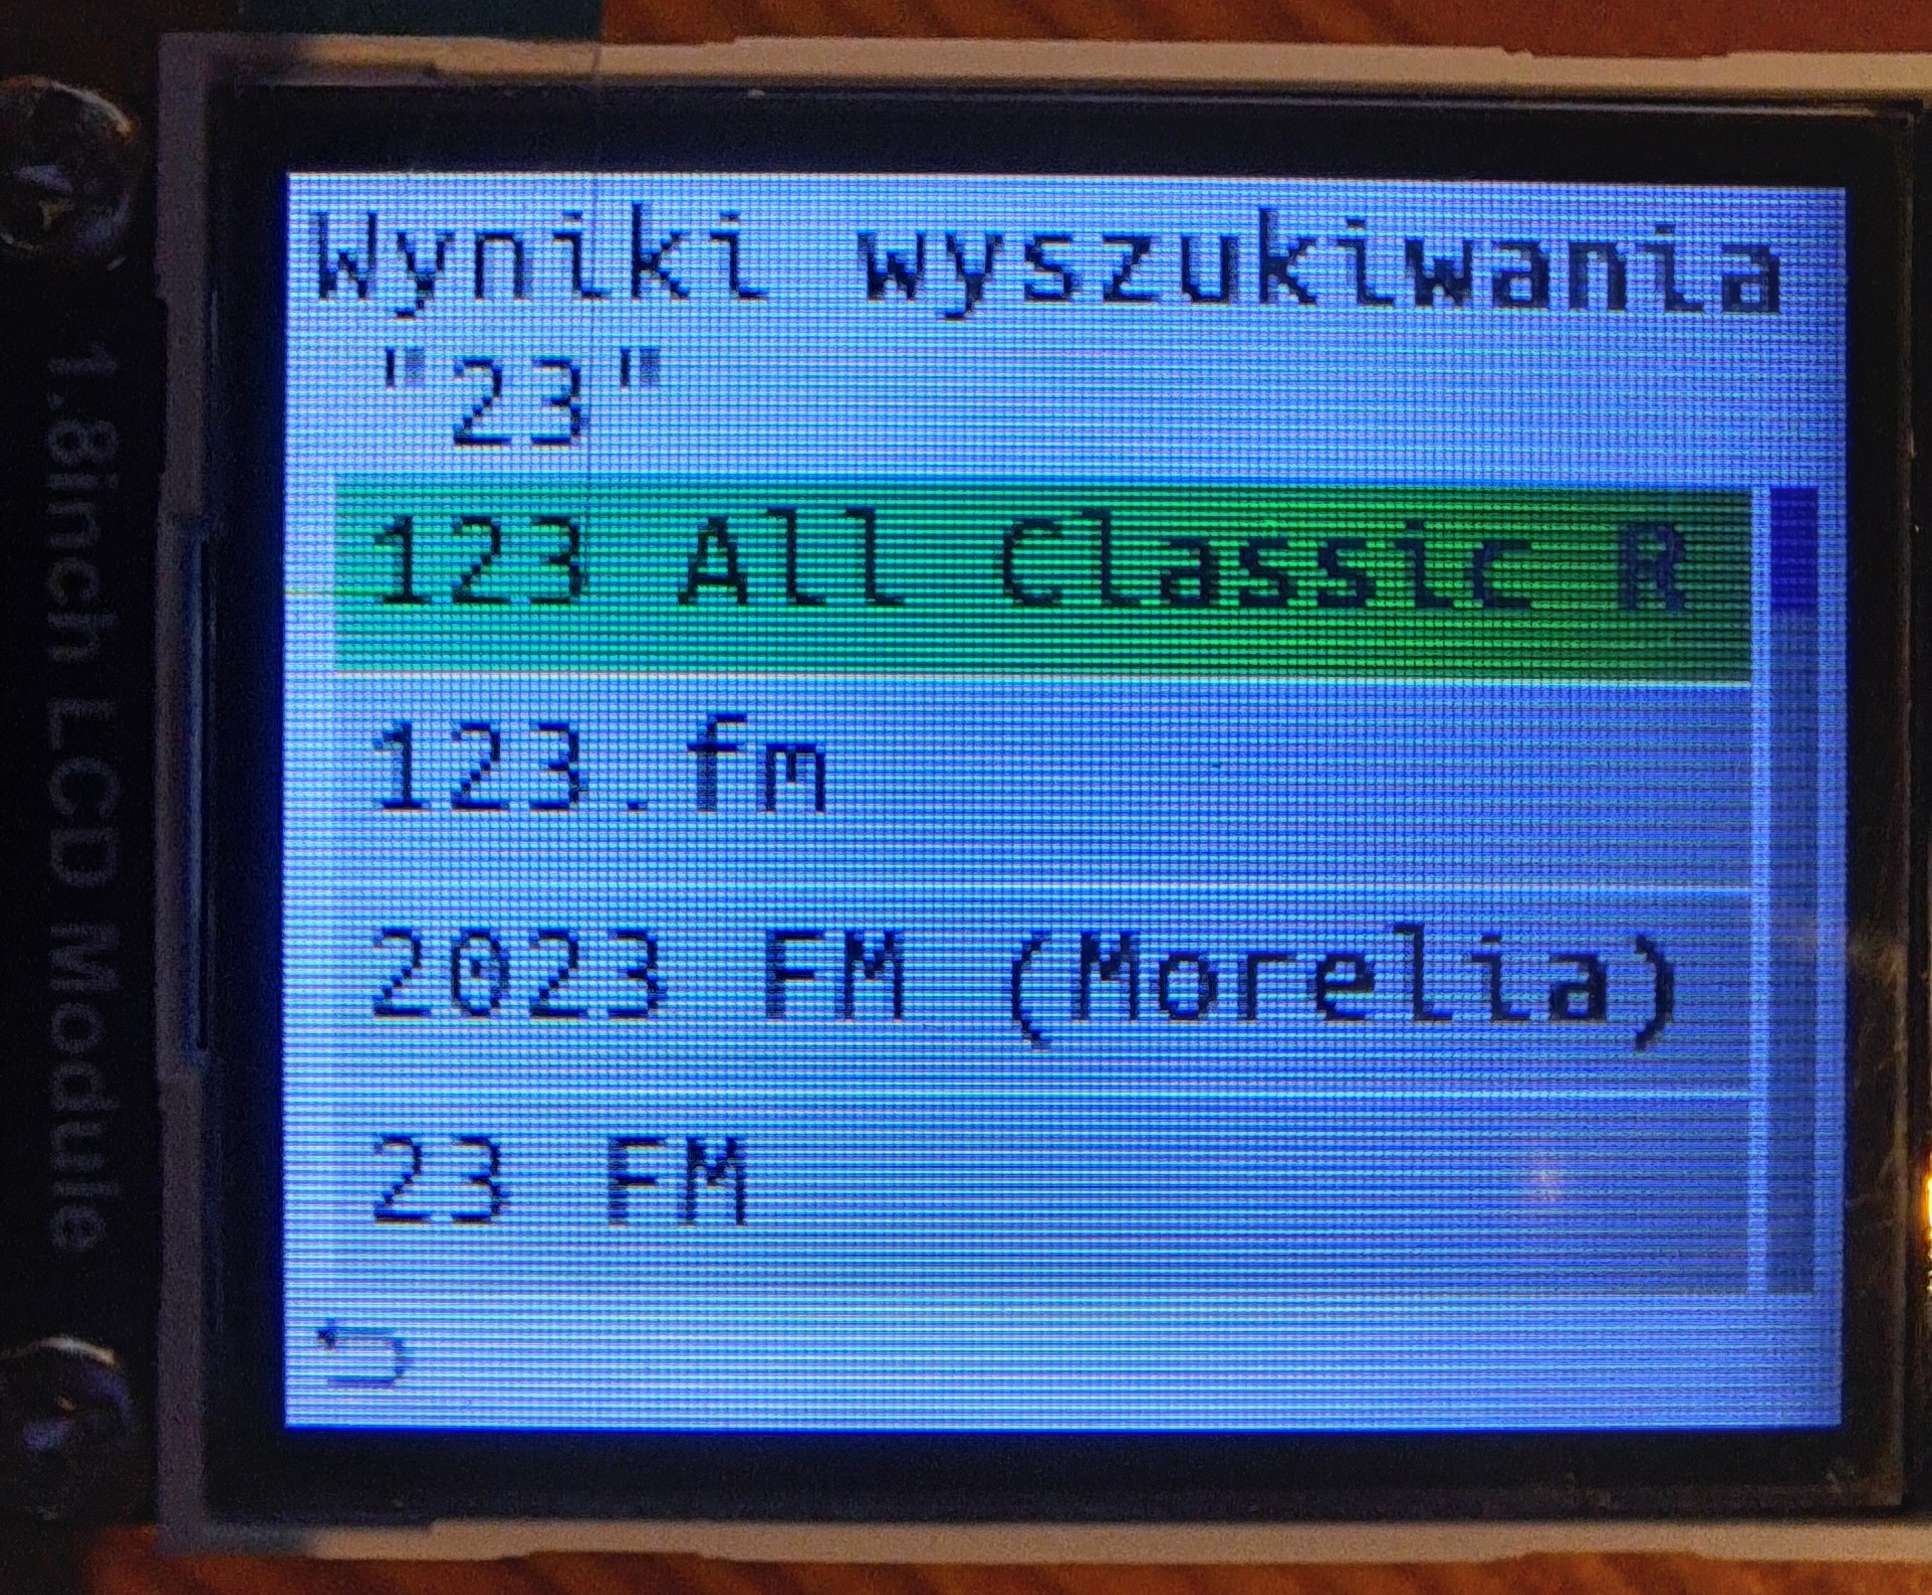 Wyniki wyszukiwania
"23"
123 All Classic R
123.fm
2023 FM (Morelia)
23 FM
1.8inch LCD Module